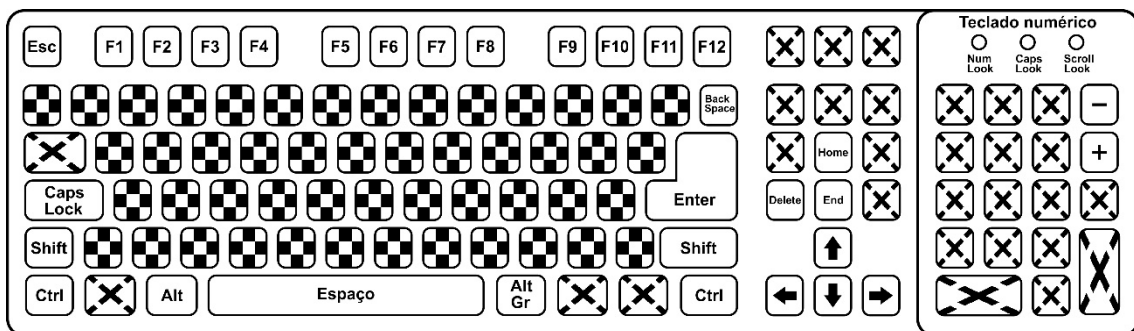 Teclado numérico
Num Look
Caps Look
Scroll Look
Esc F1 F2 F3 F4 F5 F6 F7 F8 F9 F10 F11 F12
Back Space
−
Home
+
Caps Lock
Enter
Delete
End
Shift
Shift
Ctrl
Alt
Espaço
Alt Gr
Ctrl